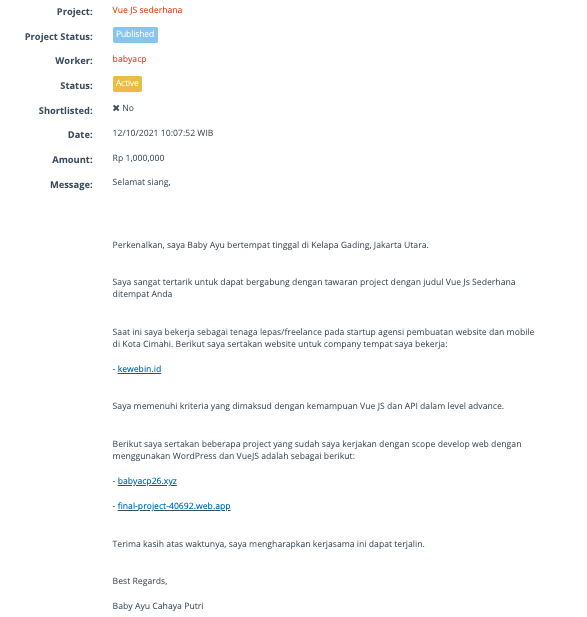 Project: Vue JS sederhana
Project Status: Published
Worker: babyacp
Status: Active
Shortlisted: ✖ No
Date: 12/10/2021 10:07:52 WIB
Amount: Rp 1,000,000
Message: Selamat siang,
Perkenalkan, saya Baby Ayu bertempat tinggal di Kelapa Gading, Jakarta Utara.
Saya sangat tertarik untuk dapat bergabung dengan tawaran project dengan judul Vue Js Sederhana
ditempat Anda
Saat ini saya bekerja sebagai tenaga lepas/freelance pada startup agensi pembuatan website dan mobile
di Kota Cimahi. Berikut saya sertakan website untuk company tempat saya bekerja:
- kewebin.id
Saya memenuhi kriteria yang dimaksud dengan kemampuan Vue JS dan API dalam level advance.
Berikut saya sertakan beberapa project yang sudah saya kerjakan dengan scope develop web dengan
menggunakan WordPress dan VueJS adalah sebagai berikut:
- babyacp26.xyz
- final-project-40692.web.app
Terima kasih atas waktunya, saya mengharapkan kerjasama ini dapat terjalin.
Best Regards,
Baby Ayu Cahaya Putri